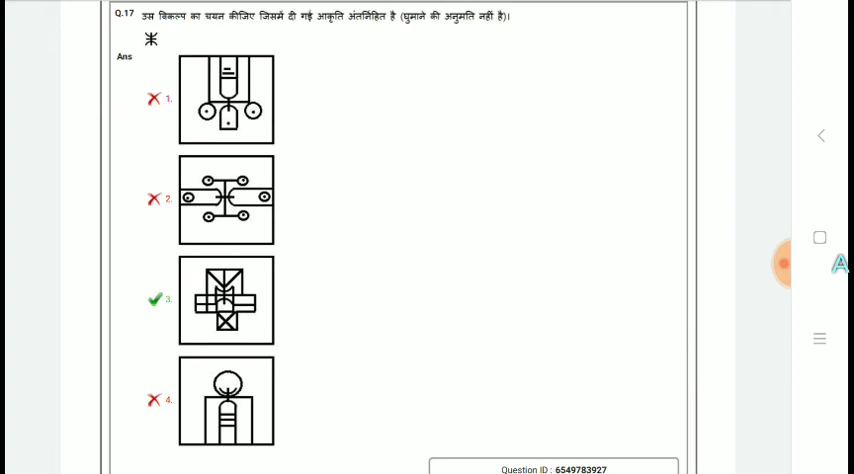 Q.17 उस विकल्प का चयन कीजिए जिसमें दी गई आकृति अंतर्निहित है (घुमाने की अनुमति नहीं है)।
Ans
1.
2.
3.
4.
A
Question ID : 6549783927